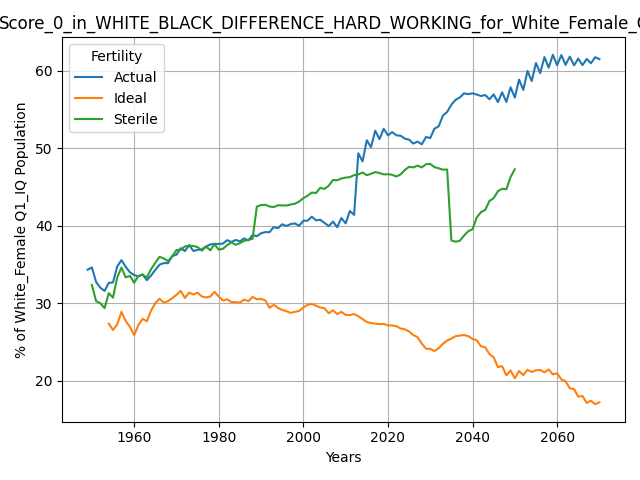 Score_0_in_WHITE_BLACK_DIFFERENCE_HARD_WORKING_for_White_Female_
Fertility
Actual
Ideal
Sterile
60
50
40
30
20
% of White_Female Q1_IQ Population
1960 1980 2000 2020 2040 2060
Years